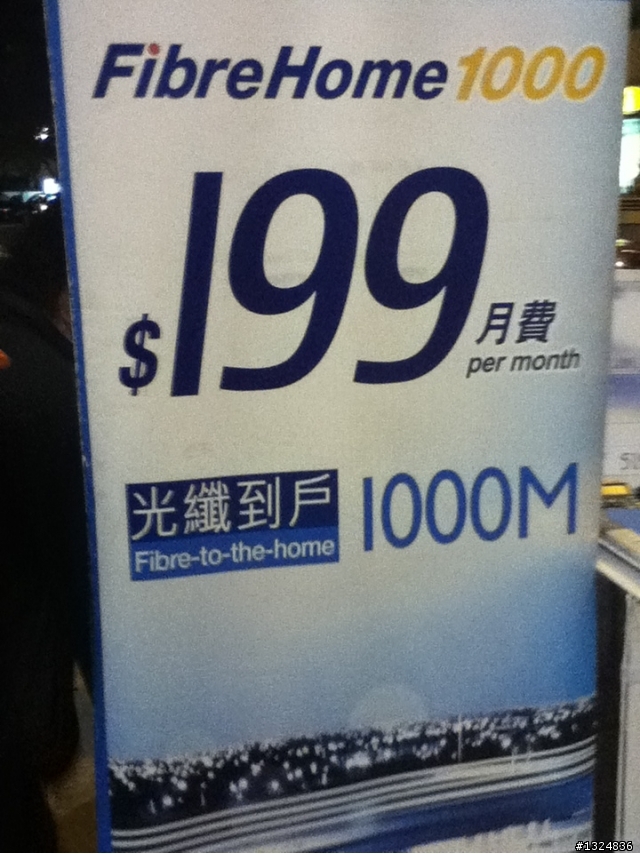 FibreHome1000
$199 月費
per month
光纖到戶 1000M
Fibre-to-the-home
#1324836